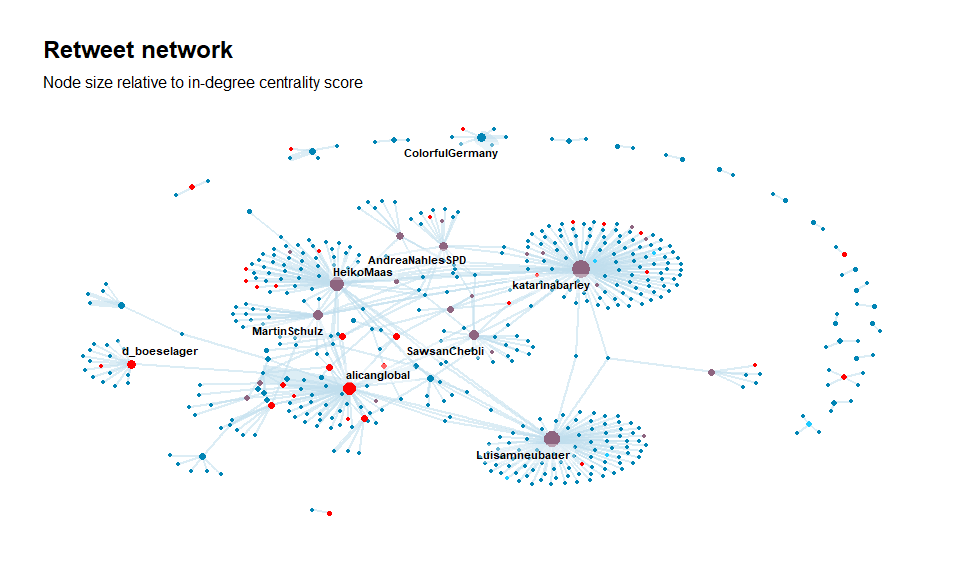 Retweet network
Node size relative to in-degree centrality score
ColorfulGermany
AndreaNahlesSPD
HeikoMaas
katarinabarley
MartinSchulz
d_boeselager
SawsanChebli
alicanglobal
Luisamneubauer